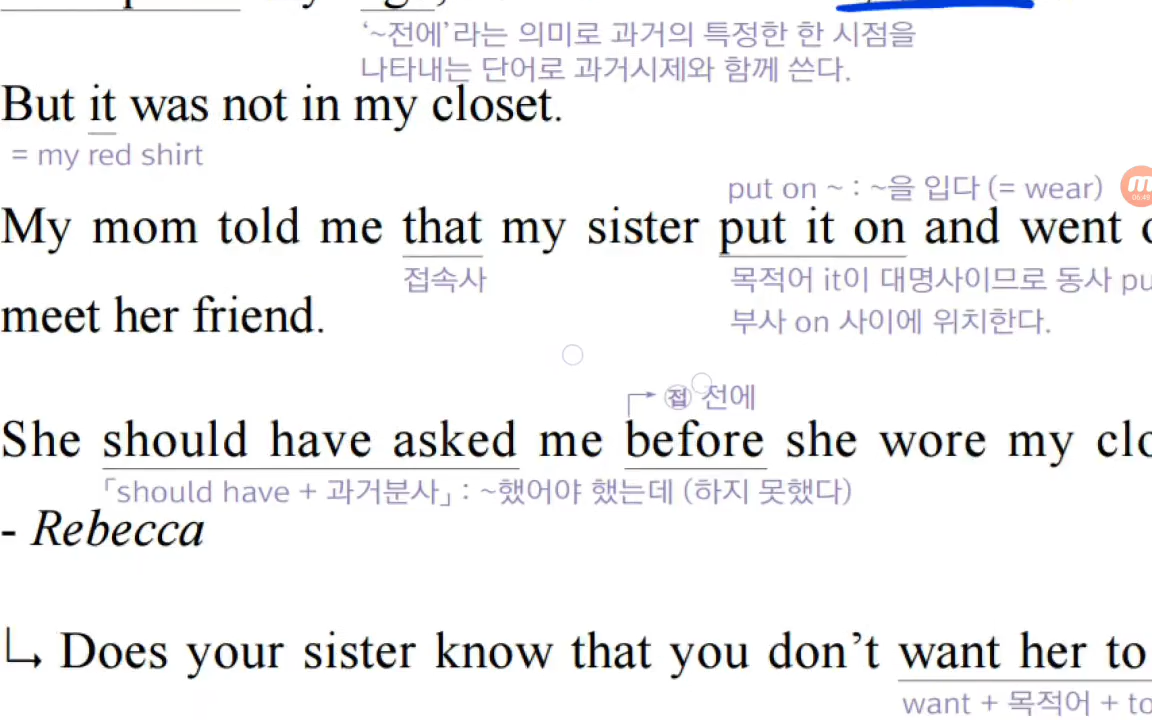 '~전에'라는 의미로 과거의 특정한 한 시점을
나타내는 단어로 과거시제와 함께 쓴다.
But it was not in my closet.
= my red shirt
put on ~ : ~을 입다 (= wear)
My mom told me that my sister put it on and went
접속사
목적어 it이 대명사이므로 동사 pu
부사 on 사이에 위치한다.
meet her friend.
접 전에
She should have asked me before she wore my clo
「should have + 과거분사」 : ~했어야 했는데 (하지 못했다)
- Rebecca
Does your sister know that you don't want her to
want + 목적어 + to